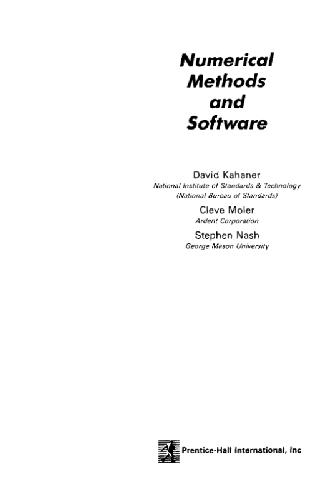 Numerical
Methods
and
Software
David Kahaner
National Institute of Standards & Technology
(National Bureau of Standards)
Cleve Moler
Ardent Corporation
Stephen Nash
George Mason University
Prentice-Hall International, Inc